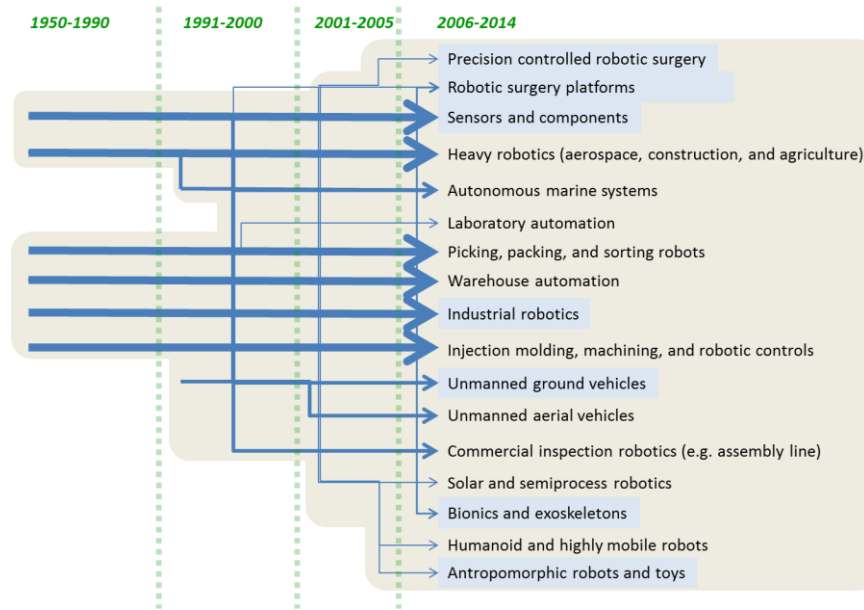 1950-1990 1991-2000 2001-2005 2006-2014
Precision controlled robotic surgery
Robotic surgery platforms
Sensors and components
Heavy robotics (aerospace, construction, and agriculture)
Autonomous marine systems
Laboratory automation
Picking, packing, and sorting robots
Warehouse automation
Industrial robotics
Injection molding, machining, and robotic controls
Unmanned ground vehicles
Unmanned aerial vehicles
Commercial inspection robotics (e.g. assembly line)
Solar and semiprocess robotics
Bionics and exoskeletons
Humanoid and highly mobile robots
Antropomorphic robots and toys